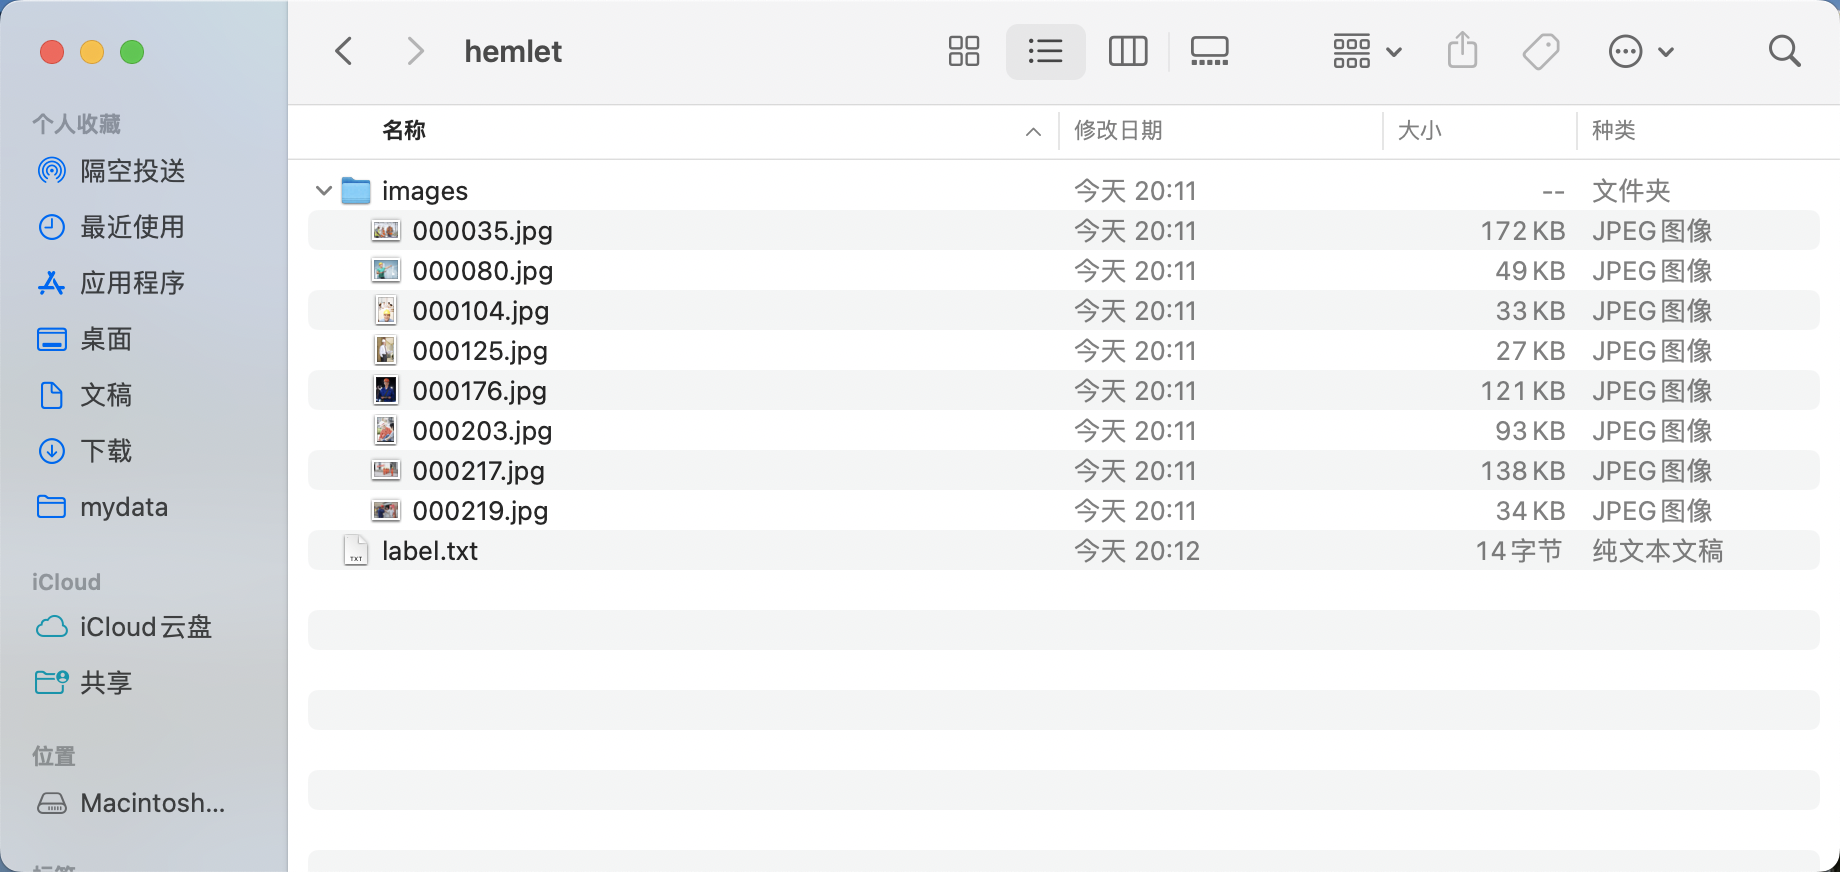 hemlet
个人收藏
隔空投送
最近使用
应用程序
桌面
文稿
下载
mydata
iCloud
iCloud云盘
共享
位置
Macintosh...
名称 修改日期 大小 种类
images 今天 20:11 -- 文件夹
000035.jpg 今天 20:11 172 KB JPEG图像
000080.jpg 今天 20:11 49 KB JPEG图像
000104.jpg 今天 20:11 33 KB JPEG图像
000125.jpg 今天 20:11 27 KB JPEG图像
000176.jpg 今天 20:11 121 KB JPEG图像
000203.jpg 今天 20:11 93 KB JPEG图像
000217.jpg 今天 20:11 138 KB JPEG图像
000219.jpg 今天 20:11 34 KB JPEG图像
TXT label.txt 今天 20:12 14字节 纯文本文稿